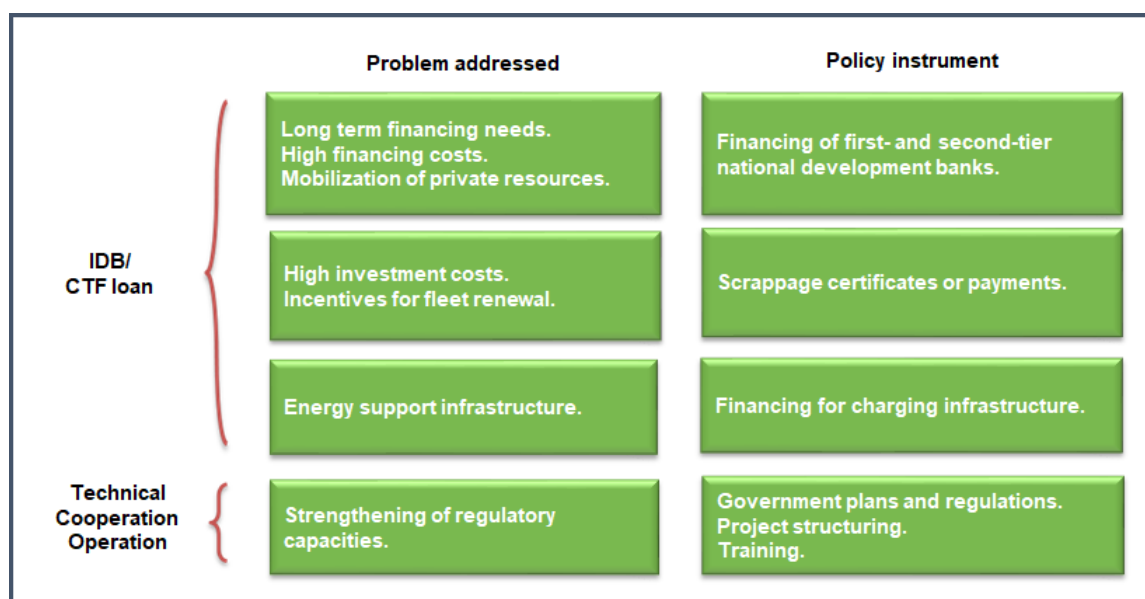 Problem addressed
Policy instrument
IDB/
CTF loan
Long term financing needs.
High financing costs.
Mobilization of private resources.
Financing of first- and second-tier
national development banks.
High investment costs.
Incentives for fleet renewal.
Scrappage certificates or payments.
Energy support infrastructure.
Financing for charging infrastructure.
Technical
Cooperation
Operation
Strengthening of regulatory
capacities.
Government plans and regulations.
Project structuring.
Training.